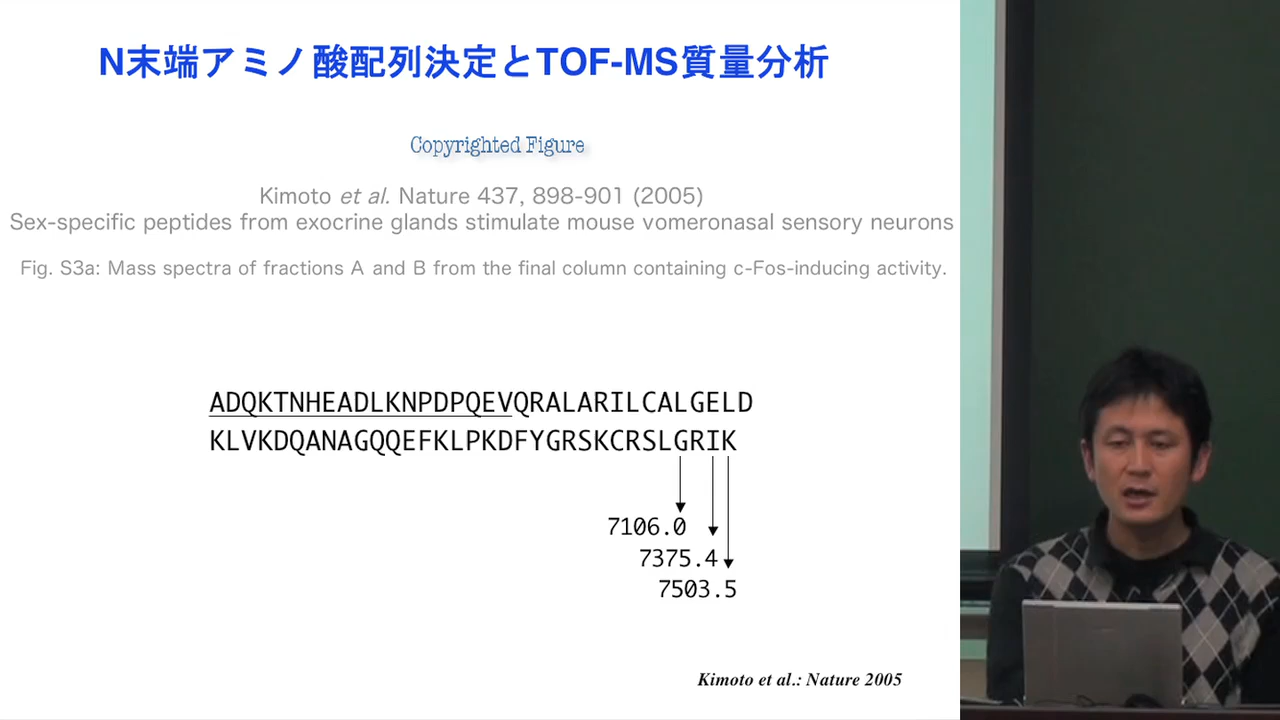 N末端アミノ酸配列決定とTOF-MS質量分析
Copyrighted Figure
Kimoto et al. Nature 437, 898-901 (2005)
Sex-specific peptides from exocrine glands stimulate mouse vomeronasal sensory neurons
Fig. S3a: Mass spectra of fractions A and B from the final column containing c-Fos-inducing activity.
ADQKTNHEADLKNPDPQEVQRALARILCALGELD
KLVKDQANAGQQEFKLPKDFYGRSKCRSLGRIK
7106.0
7375.4
7503.5
Kimoto et al.: Nature 2005